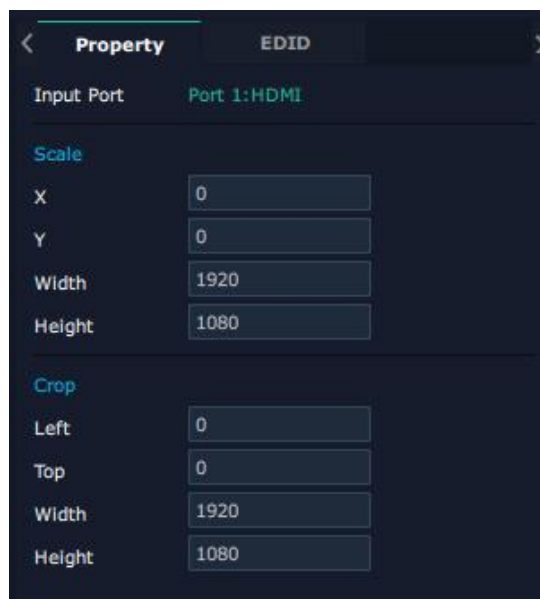 Property EDID
Input Port Port 1:HDMI
Scale
X 0
Y 0
Width 1920
Height 1080
Crop
Left 0
Top 0
Width 1920
Height 1080